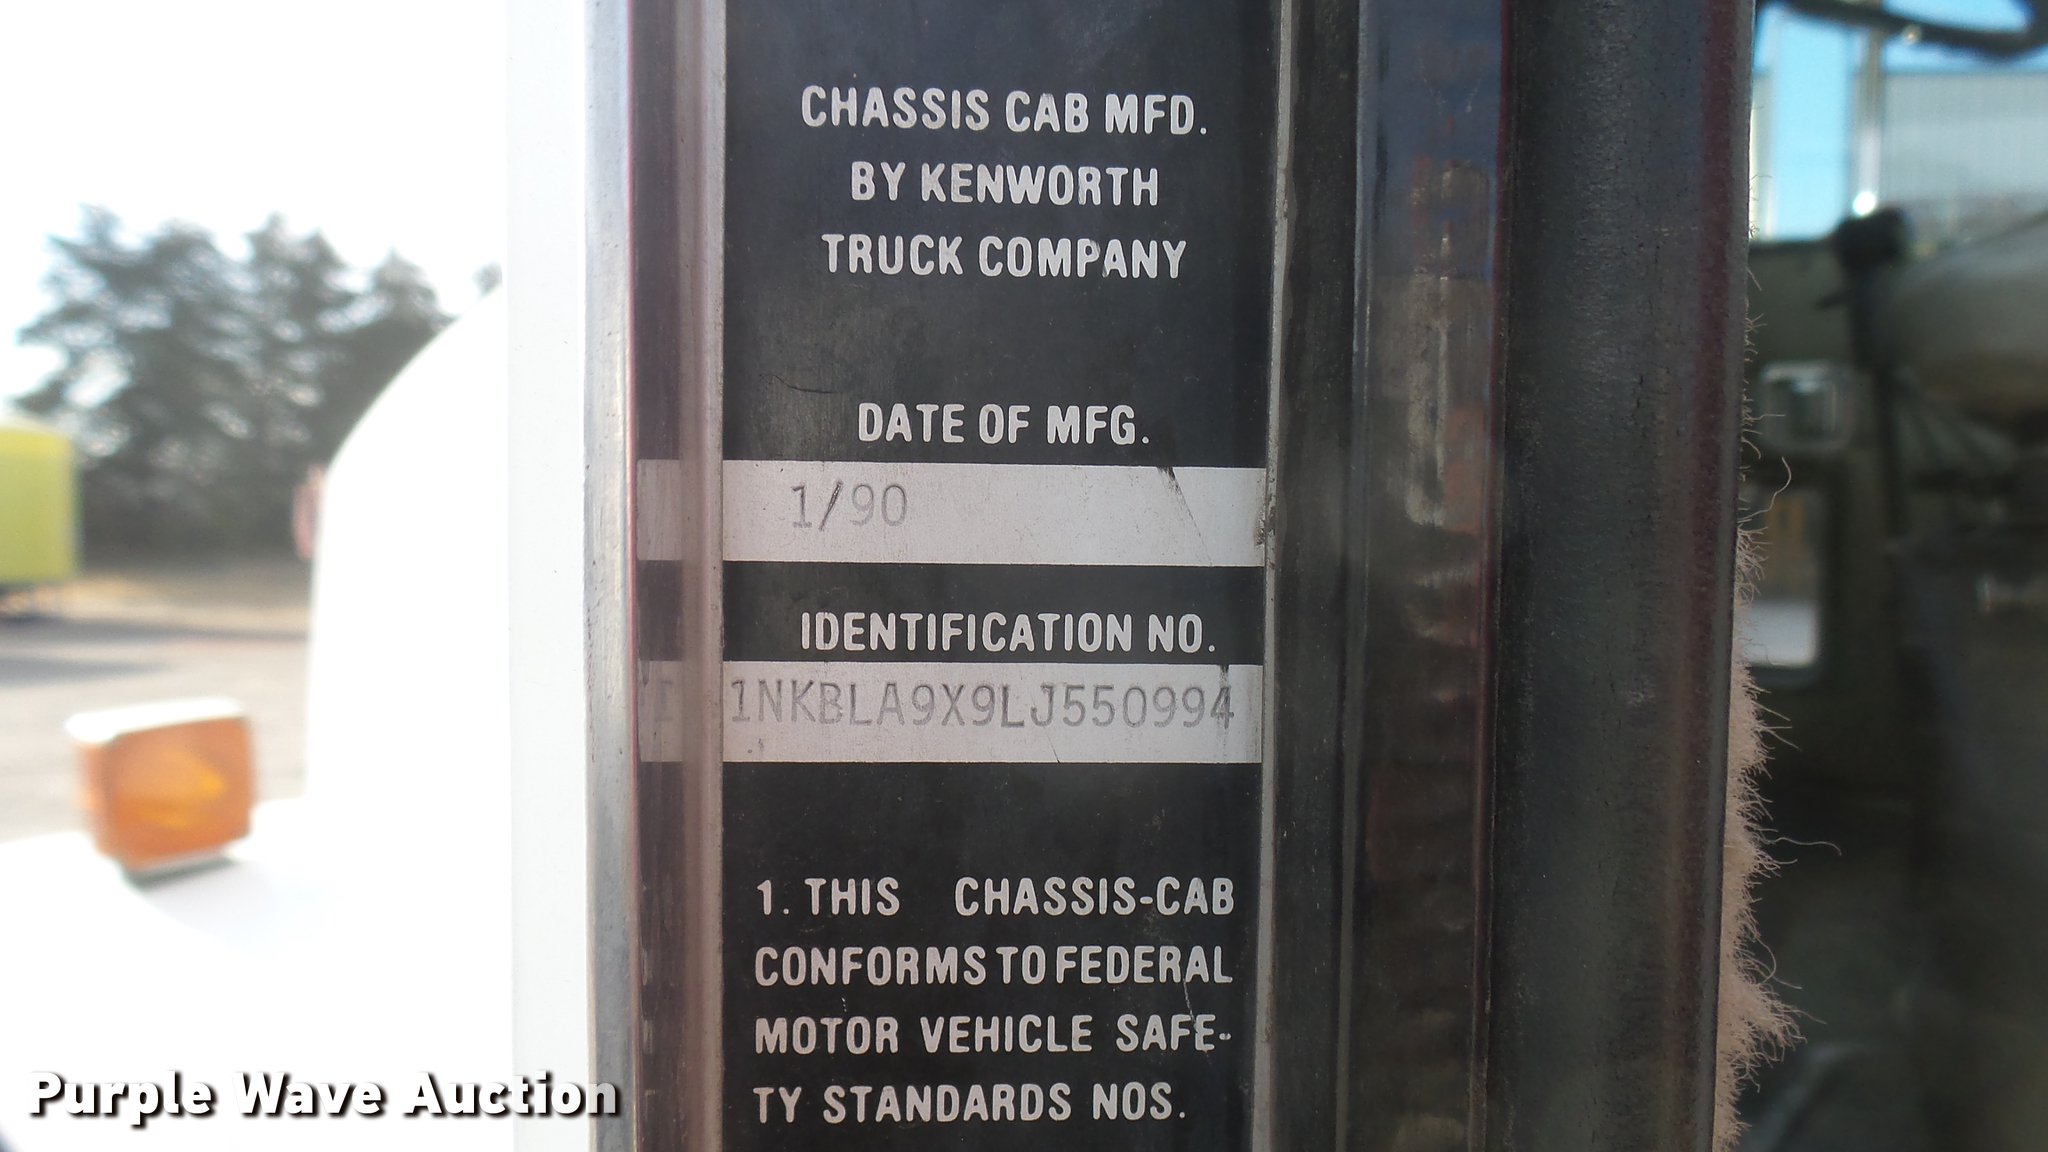 CHASSIS CAB MFD.
BY KENWORTH
TRUCK COMPANY
DATE OF MFG.
1/90
IDENTIFICATION NO.
1NKBLA9X9LJ550994
1. THIS CHASSIS-CAB
CONFORMS TO FEDERAL
MOTOR VEHICLE SAFE-
TY STANDARDS NOS.
Purple Wave Auction